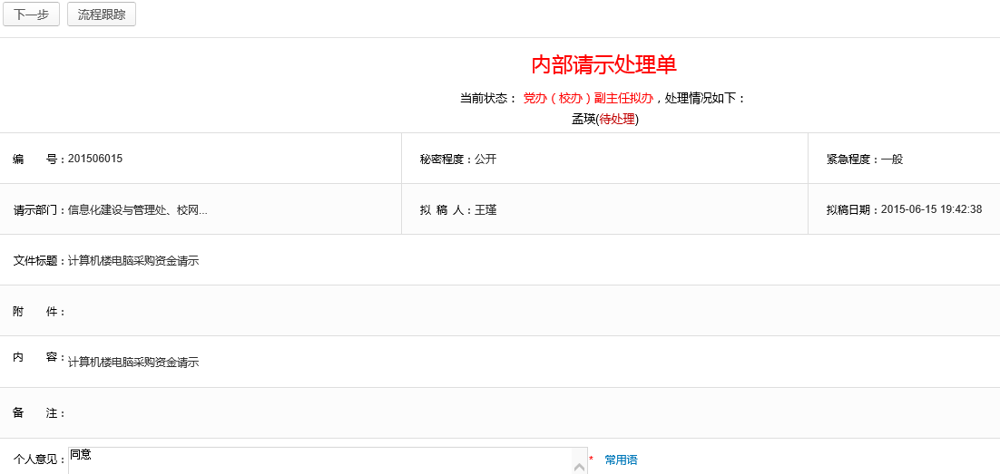 下一步 流程跟踪
内部请示处理单
当前状态： 党办（校办）副主任拟办，处理情况如下：
孟瑛(待处理)
编 号：201506015 秘密程度：公开 紧急程度：一般
请示部门：信息化建设与管理处、校网... 拟 稿 人：王瑾 拟稿日期：2015-06-15 19:42:38
文件标题：计算机楼电脑采购资金请示
附 件：
内 容：计算机楼电脑采购资金请示
备 注：
个人意见：同意 * 常用语